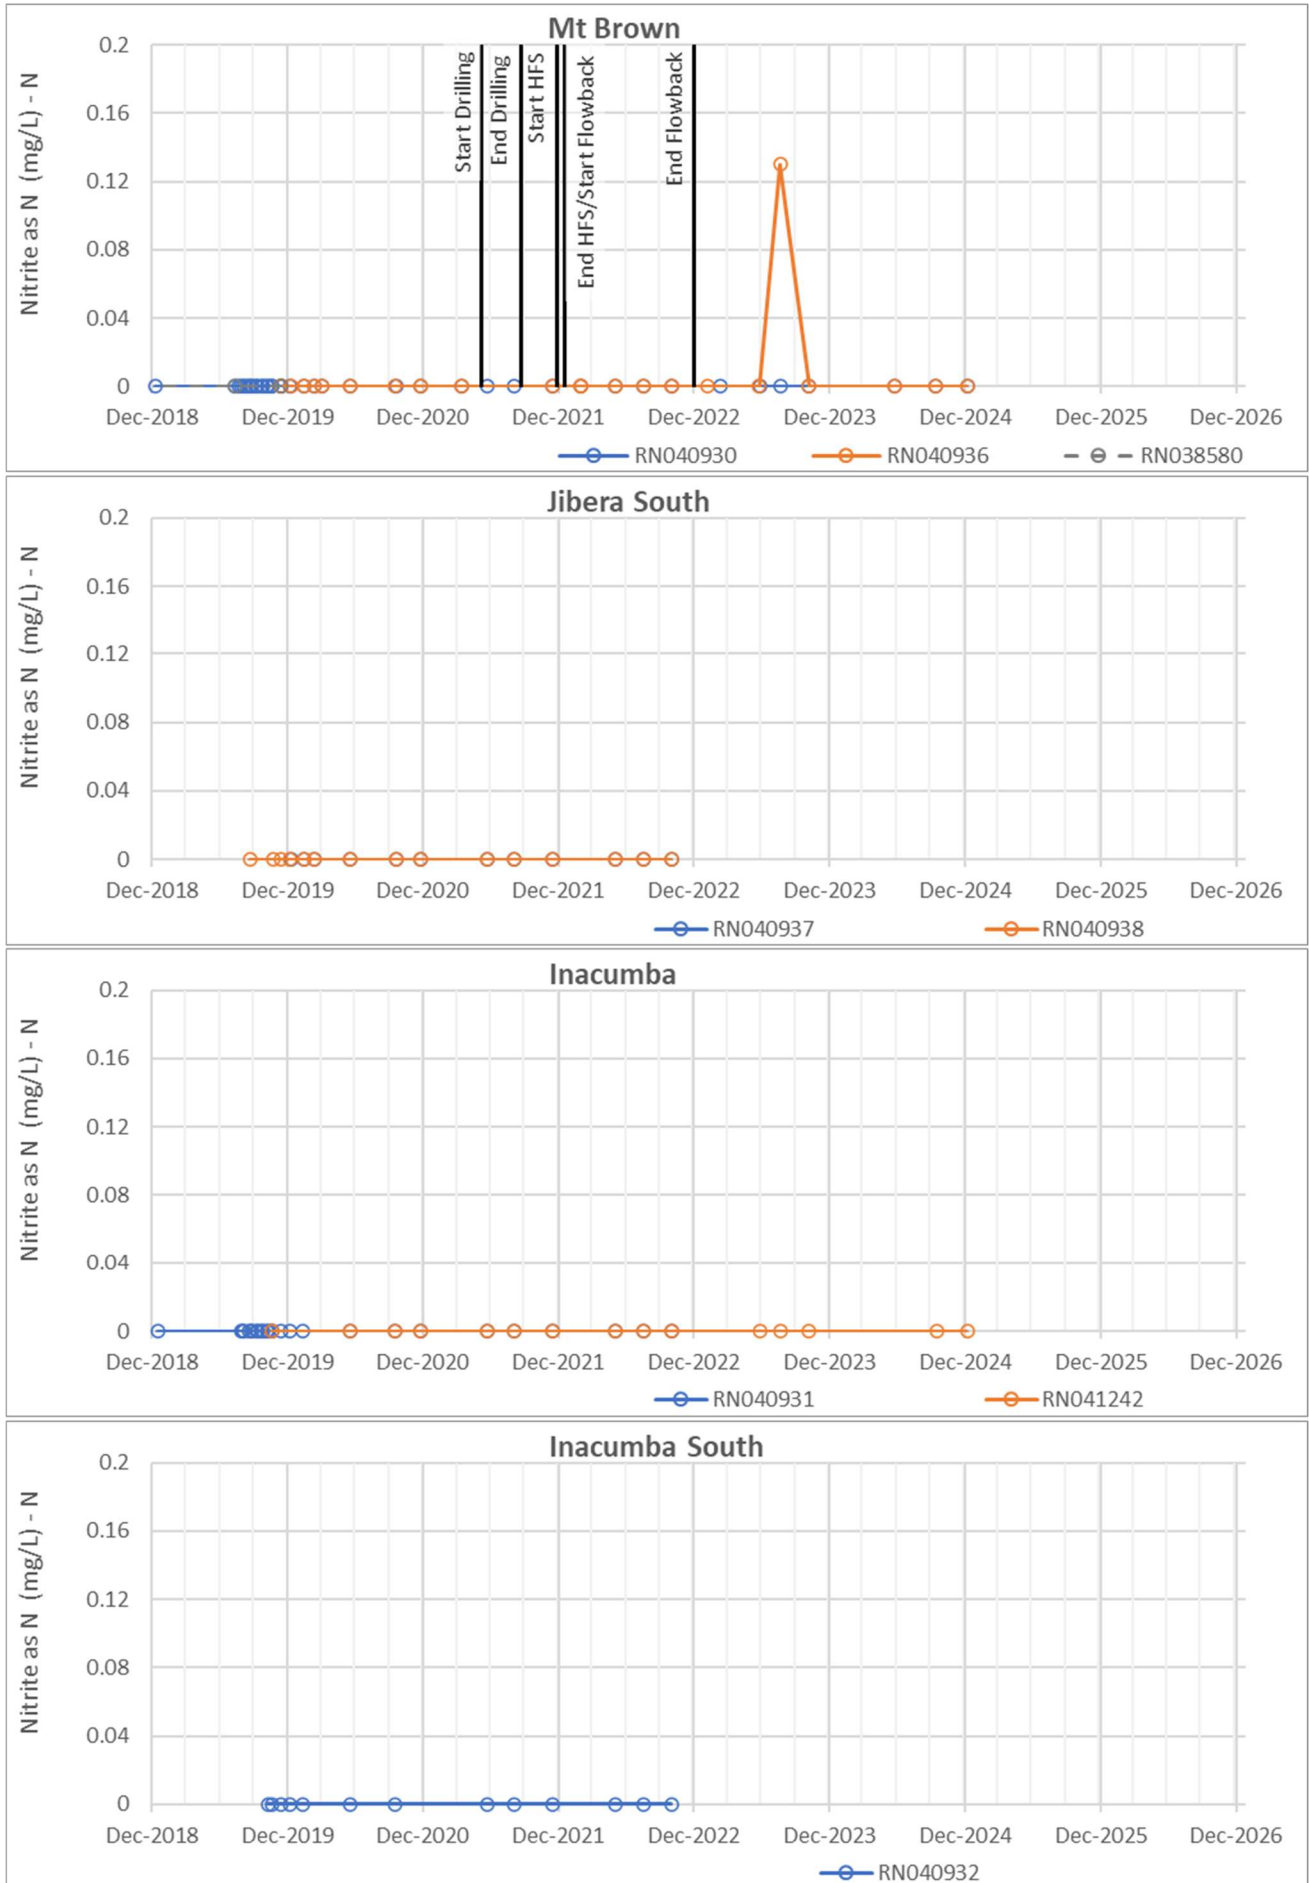 Mt Brown
Nitrite as N (mg/L) - N
0.2
0.16
0.12
0.08
0.04
0
Start Drilling
End Drilling
Start HFS
End HFS/Start Flowback
End Flowback
Dec-2018 Dec-2019 Dec-2020 Dec-2021 Dec-2022 Dec-2023 Dec-2024 Dec-2025 Dec-2026
RN040930 RN040936 RN038580
Jibera South
Nitrite as N (mg/L) - N
0.2
0.16
0.12
0.08
0.04
0
Dec-2018 Dec-2019 Dec-2020 Dec-2021 Dec-2022 Dec-2023 Dec-2024 Dec-2025 Dec-2026
RN040937 RN040938
Inacumba
Nitrite as N (mg/L) - N
0.2
0.16
0.12
0.08
0.04
0
Dec-2018 Dec-2019 Dec-2020 Dec-2021 Dec-2022 Dec-2023 Dec-2024 Dec-2025 Dec-2026
RN040931 RN041242
Inacumba South
Nitrite as N (mg/L) - N
0.2
0.16
0.12
0.08
0.04
0
Dec-2018 Dec-2019 Dec-2020 Dec-2021 Dec-2022 Dec-2023 Dec-2024 Dec-2025 Dec-2026
RN040932